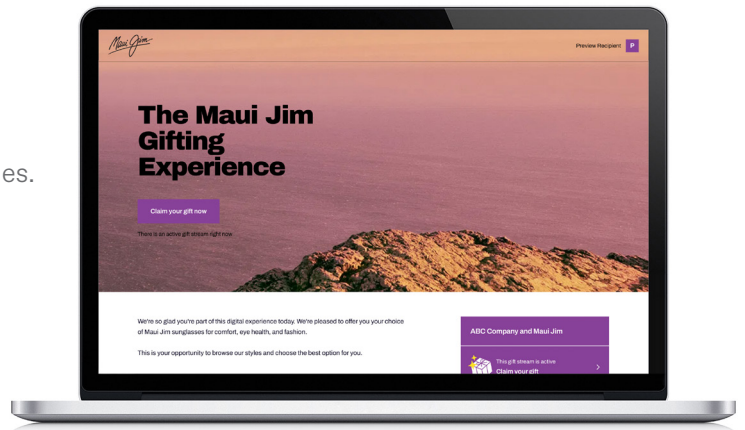 Maui Jim
Preview Recipient P
The Maui Jim
Gifting
Experience
es.
Claim your gift now
There is an active gift stream right now
We're so glad you're part of this digital experience today. We're pleased to offer you your choice
of Maui Jim sunglasses for comfort, eye health, and fashion.
ABC Company and Maui Jim
This is your opportunity to browse our styles and choose the best option for you.
This gift stream is active
Claim your gift